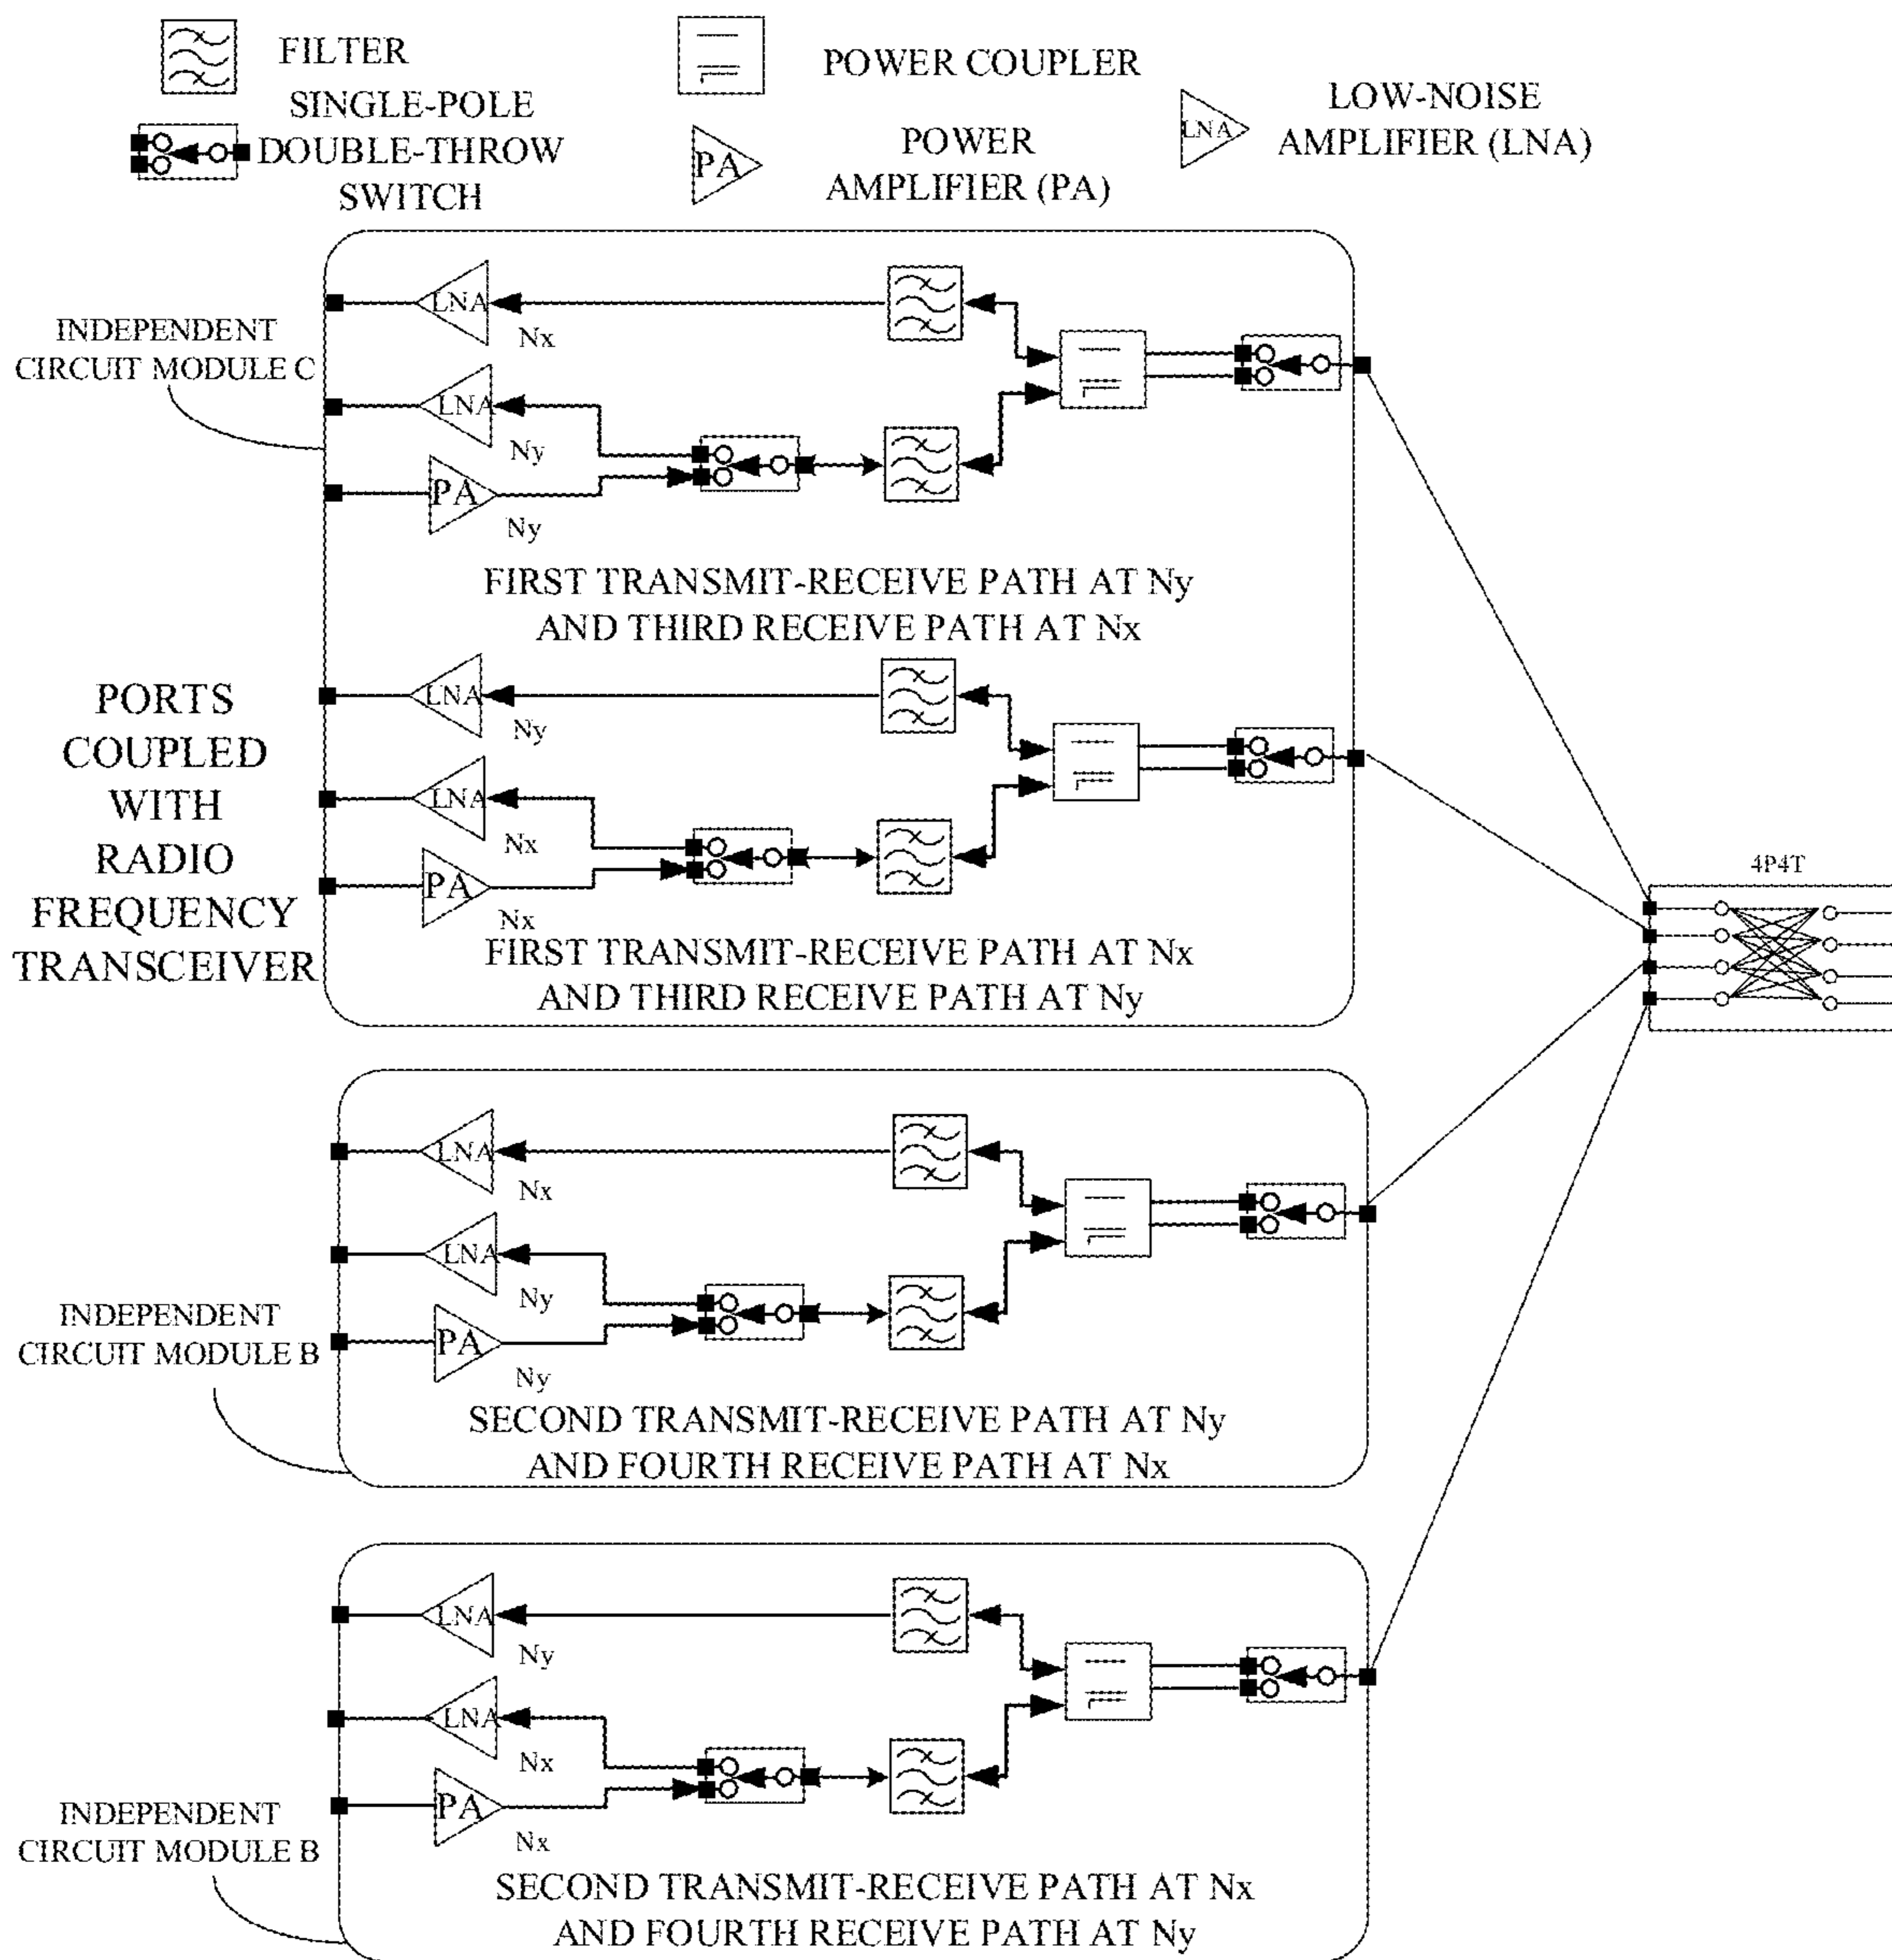 FILTER
SINGLE-POLE
DOUBLE-THROW
SWITCH
POWER COUPLER
PA
POWER
AMPLIFIER (PA)
LNA
LOW-NOISE
AMPLIFIER (LNA)
INDEPENDENT
CIRCUIT MODULE C
LNA
Nx
LNA
Ny
PA
Ny
FIRST TRANSMIT-RECEIVE PATH AT Ny
AND THIRD RECEIVE PATH AT Nx
PORTS
COUPLED
WITH
RADIO
FREQUENCY
TRANSCEIVER
LNA
Ny
LNA
Nx
PA
Nx
FIRST TRANSMIT-RECEIVE PATH AT Nx
AND THIRD RECEIVE PATH AT Ny
4P4T
INDEPENDENT
CIRCUIT MODULE B
LNA
Nx
LNA
Ny
PA
Ny
SECOND TRANSMIT-RECEIVE PATH AT Ny
AND FOURTH RECEIVE PATH AT Nx
INDEPENDENT
CIRCUIT MODULE B
LNA
Ny
LNA
Nx
PA
Nx
SECOND TRANSMIT-RECEIVE PATH AT Nx
AND FOURTH RECEIVE PATH AT Ny